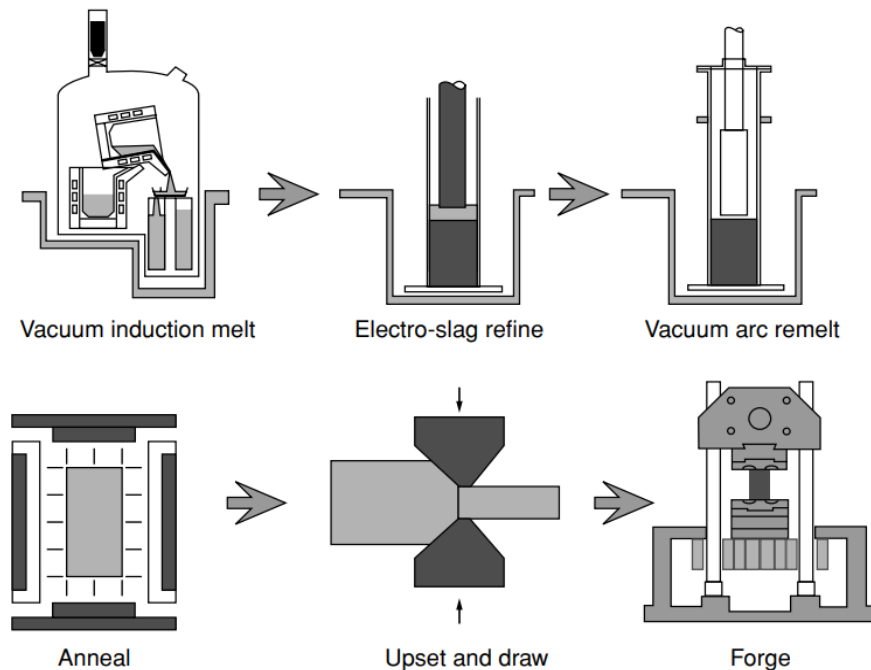 Vacuum induction melt
Electro-slag refine
Vacuum arc remelt
Anneal
Upset and draw
Forge